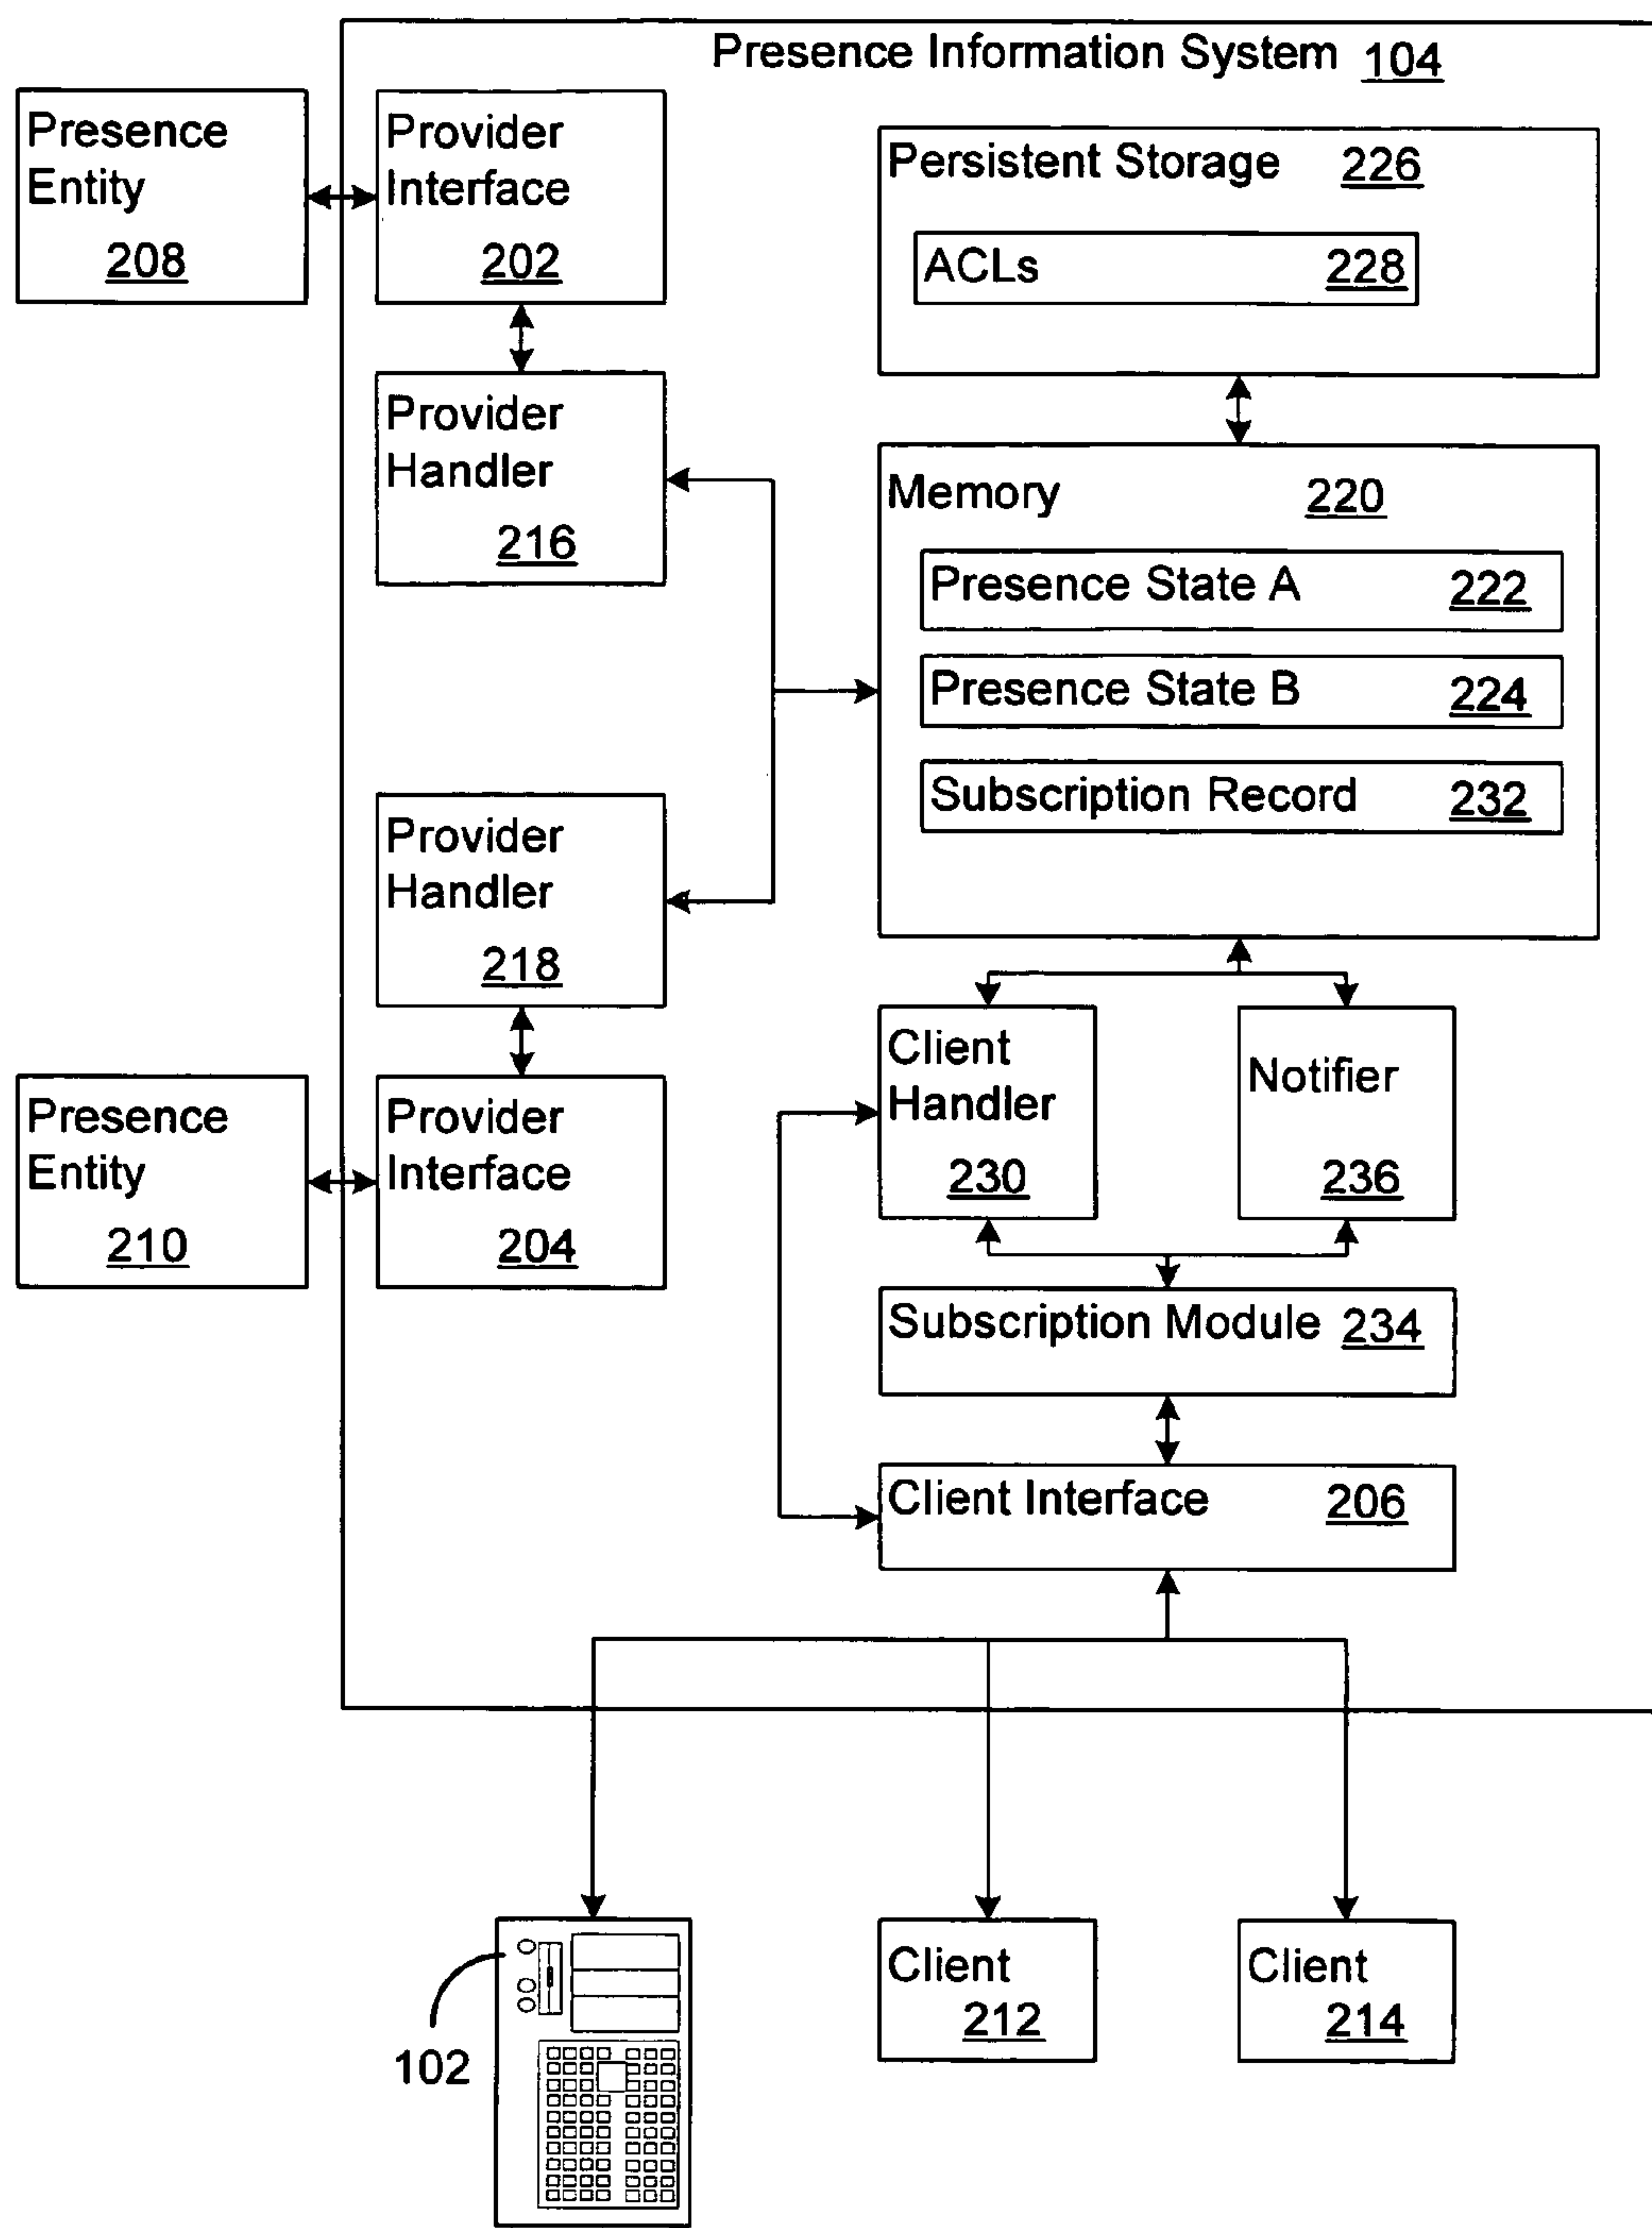 Presence Information System 104
Presence
Entity
208
Provider
Interface
202
Persistent Storage 226
ACLs 228
Provider
Handler
216
Memory 220
Presence State A 222
Presence State B 224
Subscription Record 232
Provider
Handler
218
Client
Handler
230
Notifier
236
Presence
Entity
210
Provider
Interface
204
Subscription Module 234
Client Interface 206
102
Client
212
Client
214